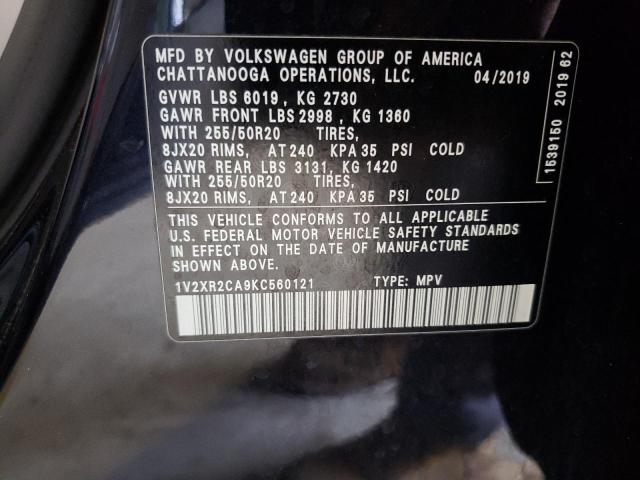 MFD BY VOLKSWAGEN GROUP OF AMERICA
CHATTANOOGA OPERATIONS, LLC. 04/2019
GVWR LBS 6019, KG 2730
GAWR FRONT LBS 2998, KG 1360
WITH 255/50R20 TIRES,
8JX20 RIMS, AT 240 KPA 35 PSI COLD
GAWR REAR LBS 3131, KG 1420
WITH 255/50R20 TIRES,
8JX20 RIMS, AT 240 KPA 35 PSI COLD
THIS VEHICLE CONFORMS TO ALL APPLICABLE
U.S. FEDERAL MOTOR VEHICLE SAFETY STANDARDS
IN EFFECT ON THE DATE OF MANUFACTURE
SHOWN ABOVE.
1V2XR2CA9KC560121 TYPE: MPV
1539150 2019 62